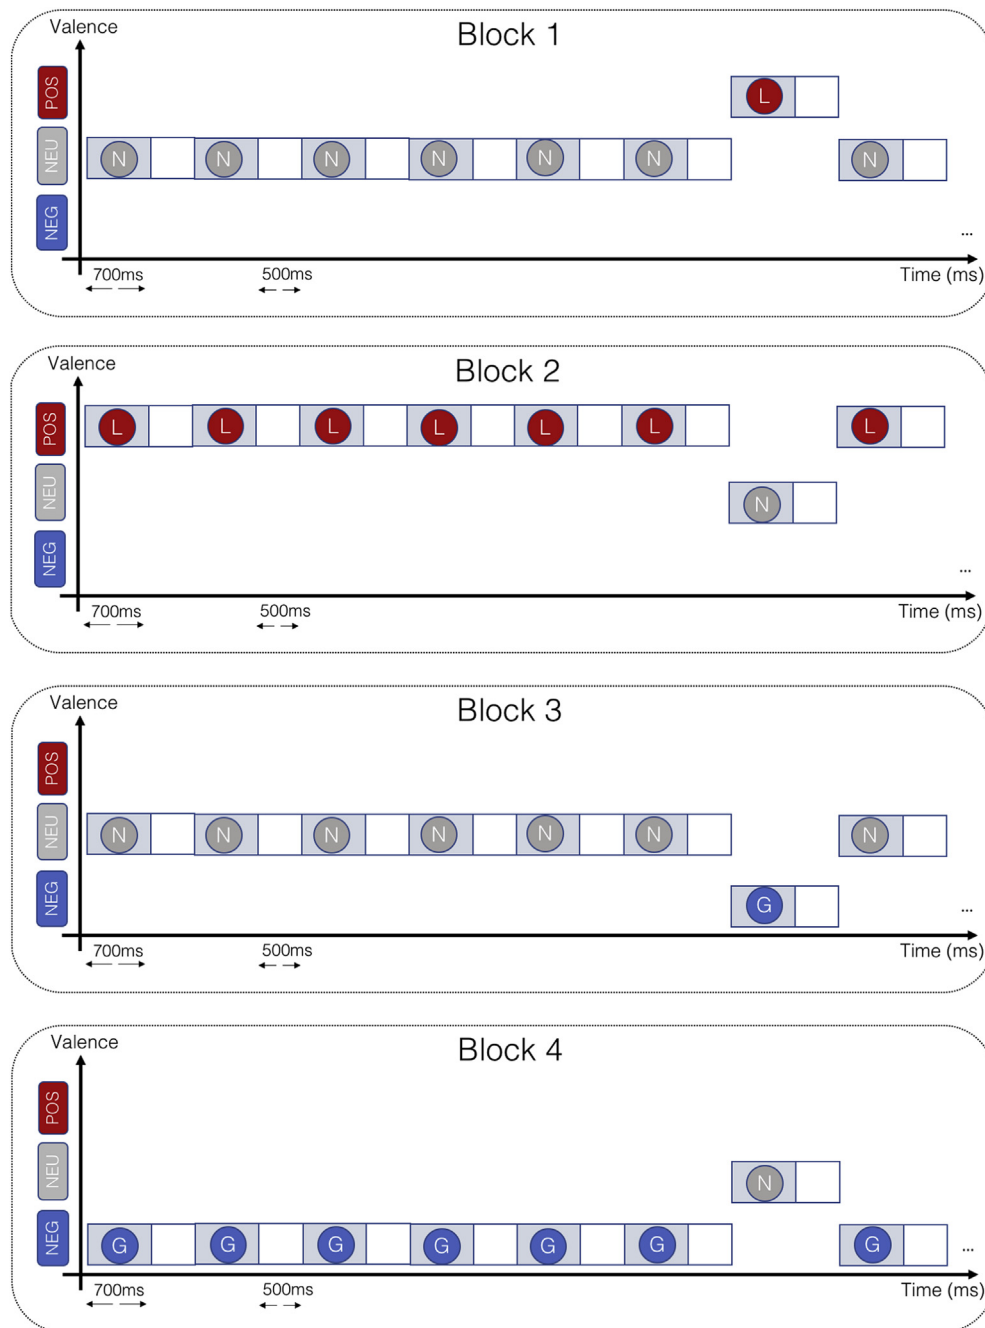 Valence
Block 1
POS
L
NEU
N N N N N N N
NEG
...
700ms 500ms Time (ms)
Valence
Block 2
POS
L L L L L L L
NEU
N
NEG
...
700ms 500ms Time (ms)
Valence
Block 3
POS
NEU
N N N N N N N
NEG
G
...
700ms 500ms Time (ms)
Valence
Block 4
POS
NEU
N
NEG
G G G G G G G ...
700ms 500ms Time (ms)